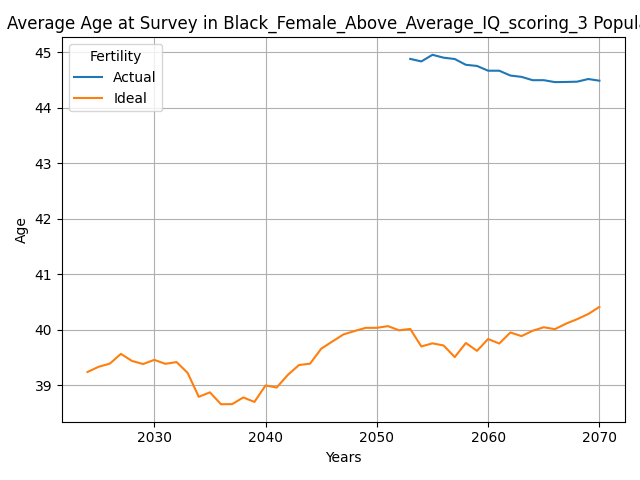 Average Age at Survey in Black_Female_Above_Average_IQ_scoring_3 Popul
Fertility
Actual
Ideal
45
44
43
42
41
40
39
Age
2030 2040 2050 2060 2070
Years